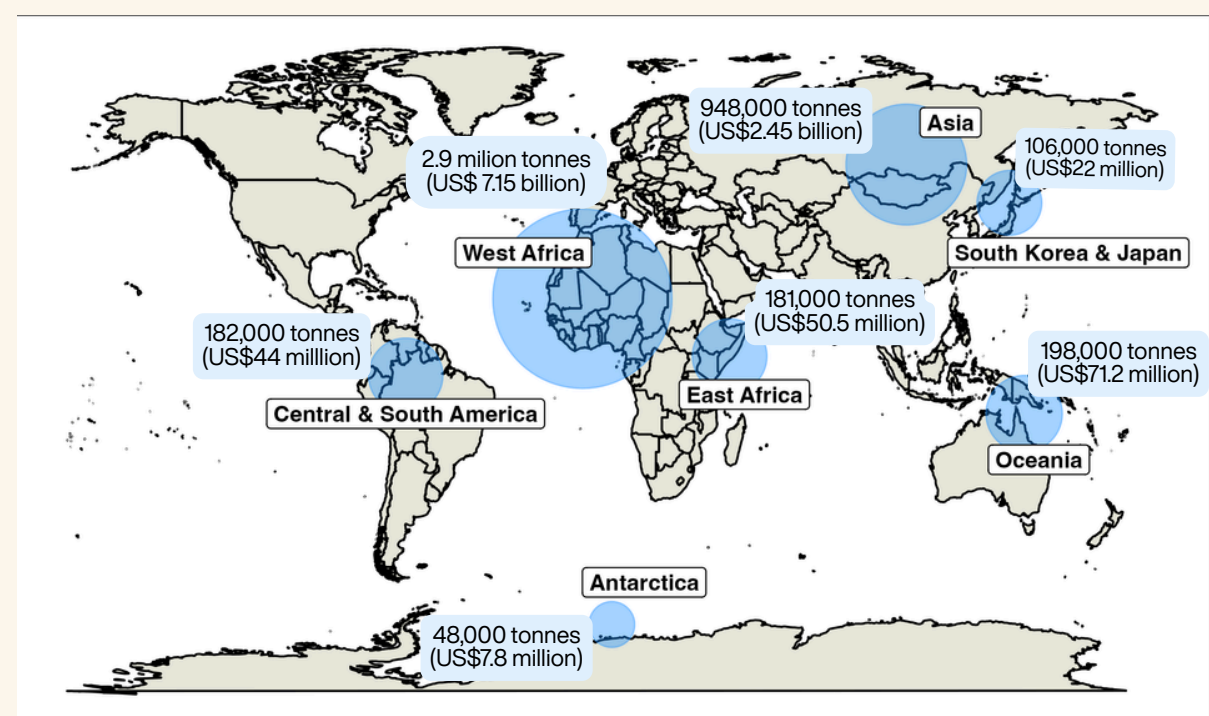 948,000 tonnes
(US$2.45 billion)
Asia
106,000 tonnes
(US$22 million)
2.9 milion tonnes
(US$ 7.15 billion)
West Africa
South Korea & Japan
181,000 tonnes
(US$50.5 million)
182,000 tonnes
(US$44 milllion)
198,000 tonnes
(US$71.2 million)
East Africa
Central & South America
Oceania
Antarctica
48,000 tonnes
(US$7.8 million)